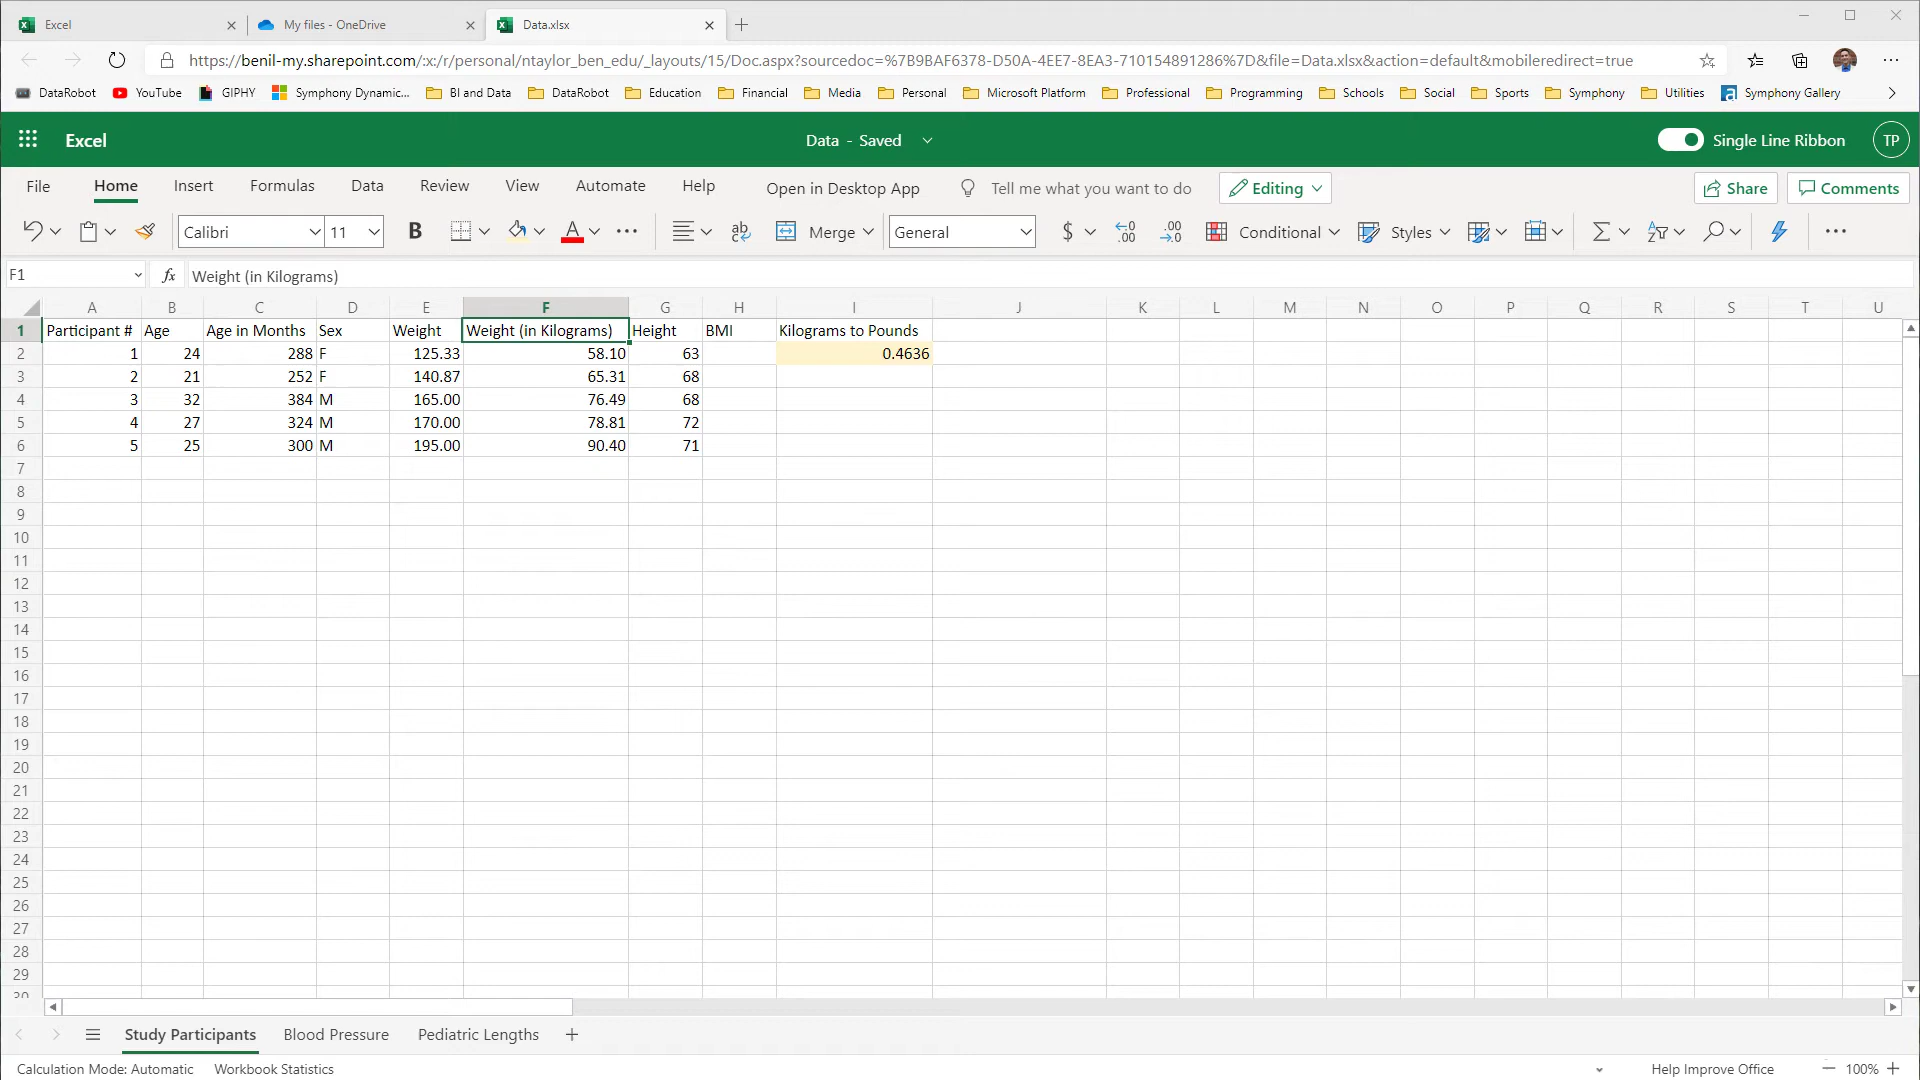 Excel
My files - OneDrive
Data.xlsx
https://benil-my.sharepoint.com/:x:/r/personal/ntaylor_ben_edu/_layouts/15/Doc.aspx?sourcedoc=%7B9BAF6378-D50A-4EE7-8EA3-710154891286%7D&file=Data.xlsx&action=default&mobileredirect=true
DataRobot YouTube GIPHY Symphony Dynamic... BI and Data DataRobot Education Financial Media Personal Microsoft Platform Professional Programming Schools Social Sports Symphony Utilities Symphony Gallery
Excel Data - Saved Single Line Ribbon TP
File Home Insert Formulas Data Review View Automate Help Open in Desktop App Tell me what you want to do Editing Share Comments
Calibri 11 B A ab Merge General $ .00 .00 Conditional Styles
F1 fx Weight (in Kilograms)
A B C D E F G H I J K L M N O P Q R S T U
1 Participant # Age Age in Months Sex Weight Weight (in Kilograms) Height BMI Kilograms to Pounds
2 1 24 288 F 125.33 58.10 63 0.4636
3 2 21 252 F 140.87 65.31 68
4 3 32 384 M 165.00 76.49 68
5 4 27 324 M 170.00 78.81 72
6 5 25 300 M 195.00 90.40 71
7
8
9
10
11
12
13
14
15
16
17
18
19
20
21
22
23
24
25
26
27
28
29
30
Study Participants Blood Pressure Pediatric Lengths
Calculation Mode: Automatic Workbook Statistics Help Improve Office 100%